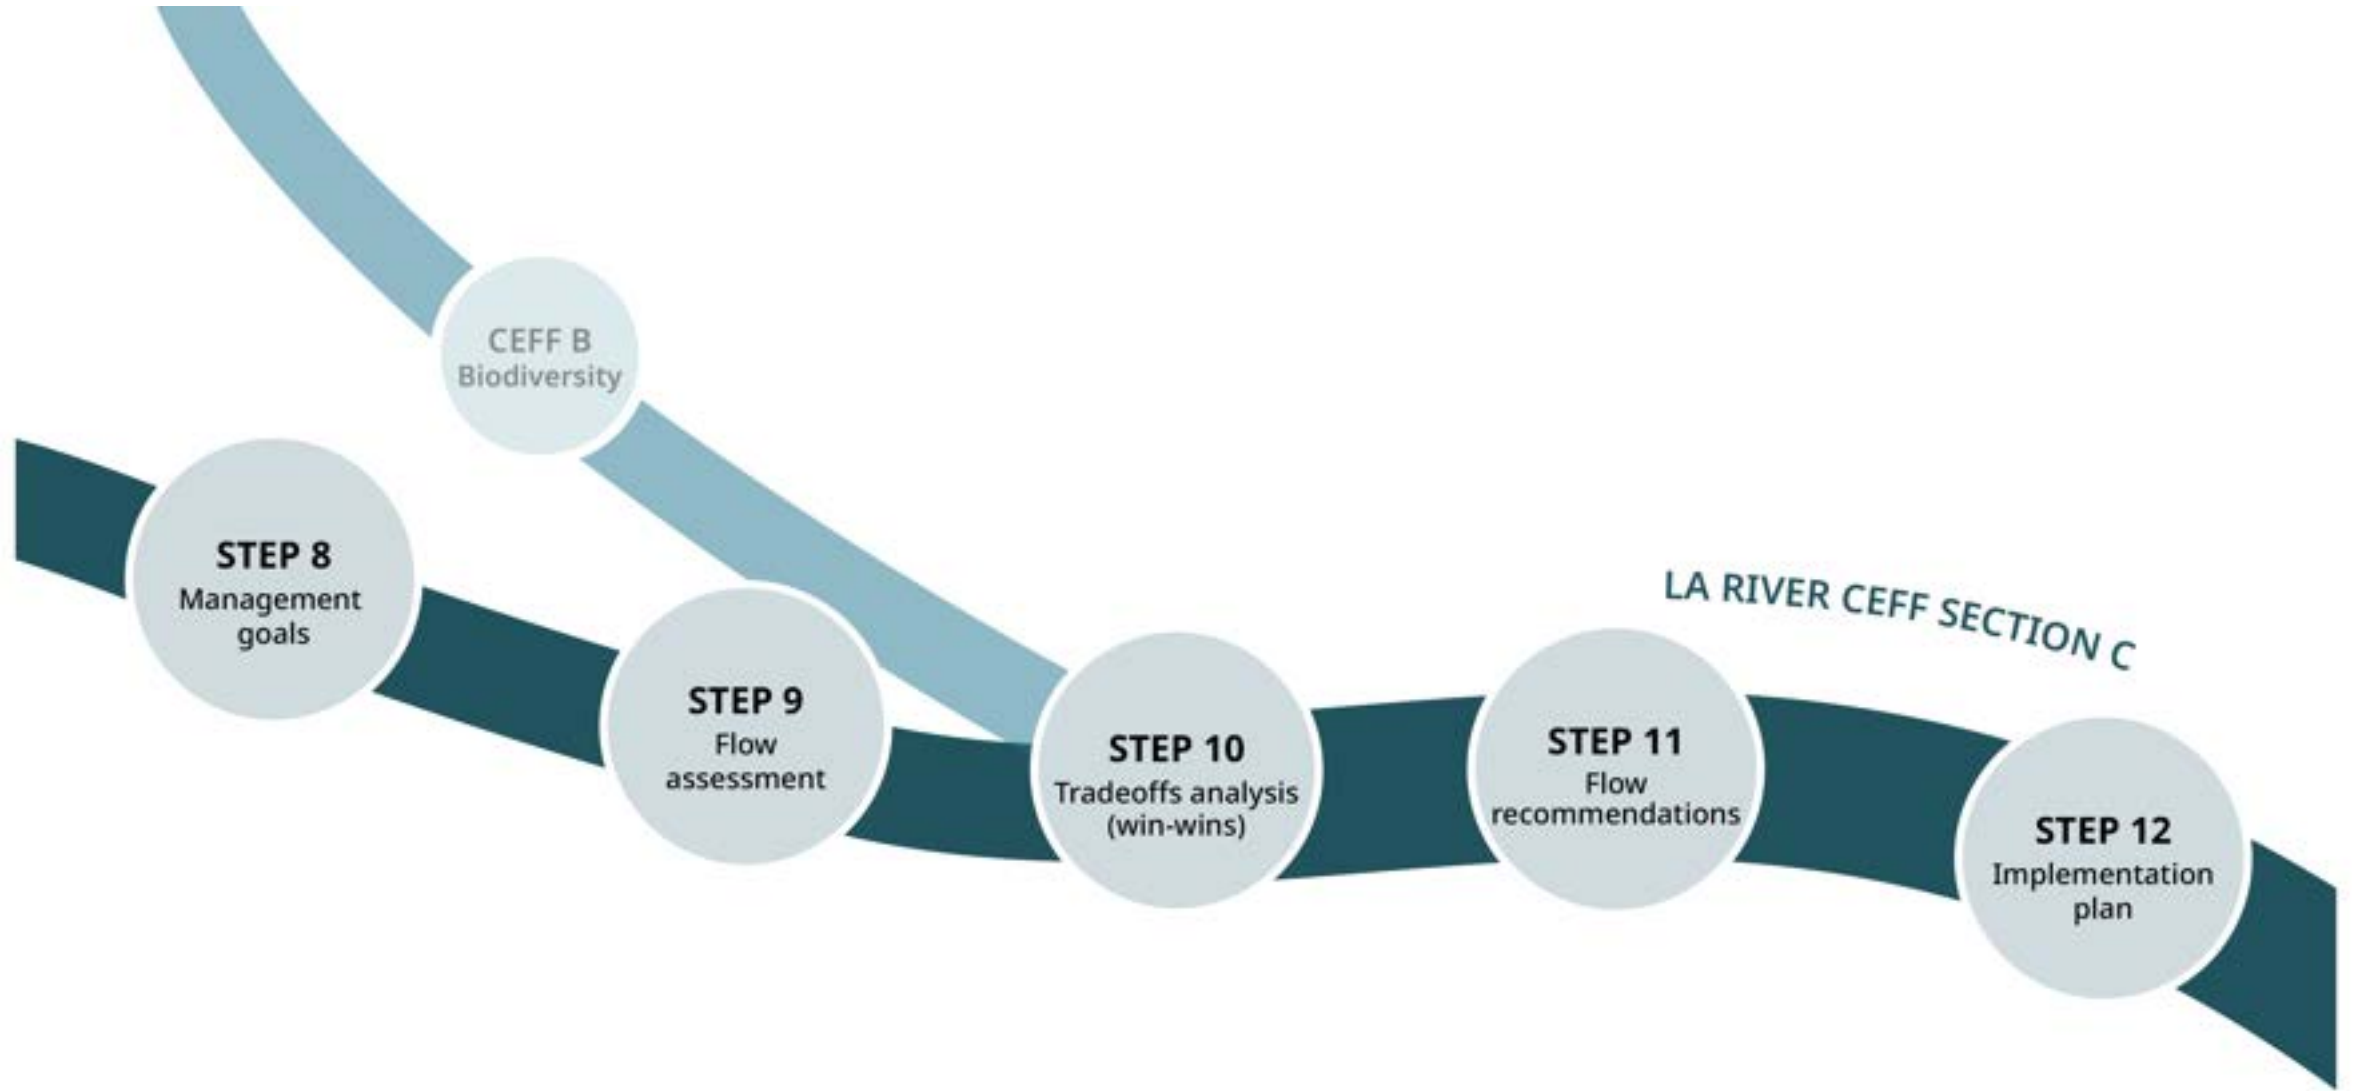 CEFF B
Biodiversity
STEP 8
Management
goals
STEP 9
Flow
assessment
STEP 10
Tradeoffs analysis
(win-wins)
STEP 11
Flow
recommendations
LA RIVER CEFF SECTION C
STEP 12
Implementation
plan